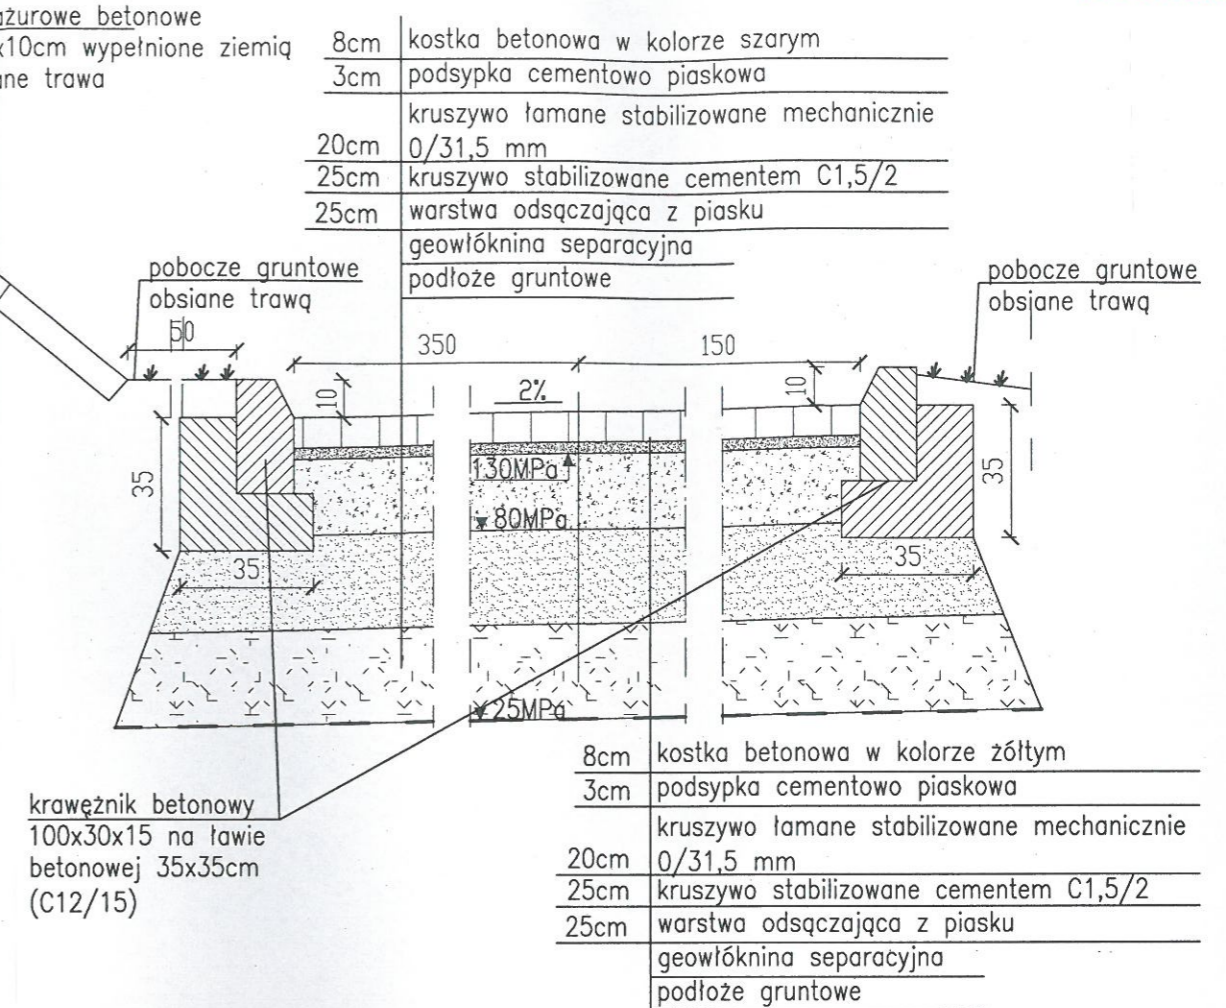 betonowe
x10cm wypełnione ziemią
trawa
8cm kostka betonowa w kolorze szarym
3cm podsypka cementowo piaskowa
kruszywo łamane stabilizowane mechanicznie
20cm 0/31,5 mm
25cm kruszywo stabilizowane cementem C1,5/2
25cm warstwa odsączająca z piasku
geowłóknina separacyjna
podłoże gruntowe
pobocze gruntowe
obsiane trawą
pobocze gruntowe
obsiane trawą
50
350
150
10
2%
10
35
130MPa
80MPa
35
35
35
25MPa
krawężnik betonowy
100x30x15 na ławie
betonowej 35x35cm
(C12/15)
8cm kostka betonowa w kolorze żółtym
3cm podsypka cementowo piaskowa
kruszywo łamane stabilizowane mechanicznie
20cm 0/31,5 mm
25cm kruszywo stabilizowane cementem C1,5/2
25cm warstwa odsączająca z piasku
geowłóknina separacyjna
podłoże gruntowe